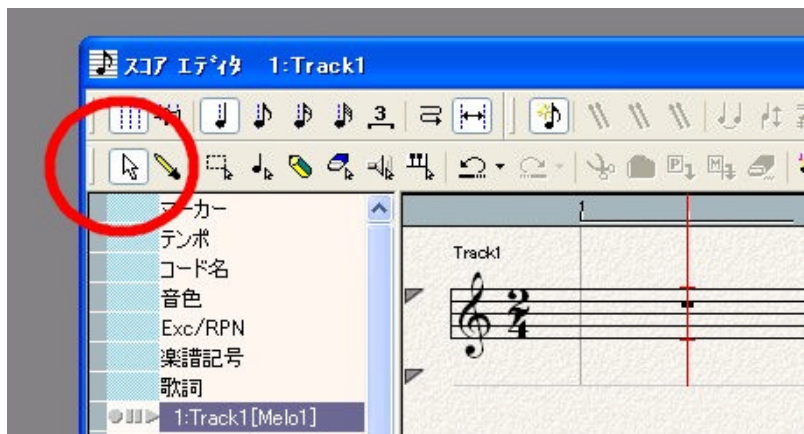 スコア エディタ 1:Track1
3
マーカー
テンポ
コード名
音色
Exc/RPN
楽譜記号
歌詞
1:Track1[Melo1]
1
Track1
2
4